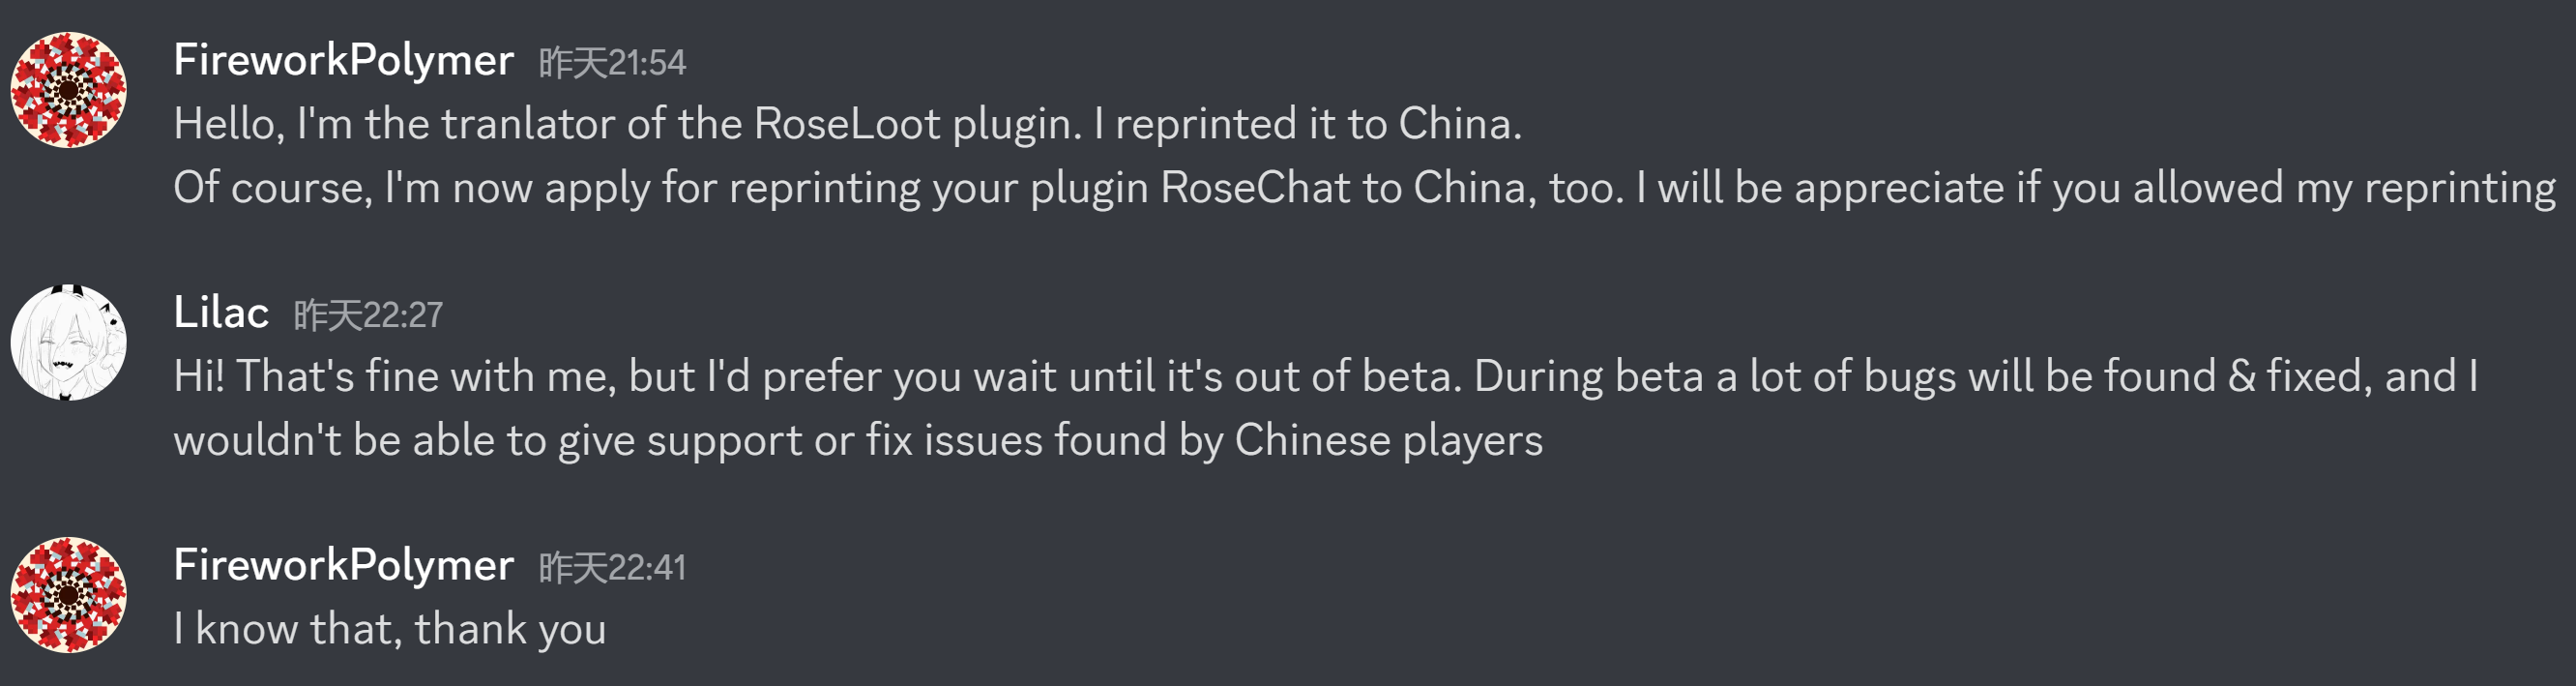 FireworkPolymer 昨天21:54
Hello, I'm the tranlator of the RoseLoot plugin. I reprinted it to China.
Of course, I'm now apply for reprinting your plugin RoseChat to China, too. I will be appreciate if you allowed my reprinting
Lilac 昨天22:27
Hi! That's fine with me, but I'd prefer you wait until it's out of beta. During beta a lot of bugs will be found & fixed, and I
wouldn't be able to give support or fix issues found by Chinese players
FireworkPolymer 昨天22:41
I know that, thank you